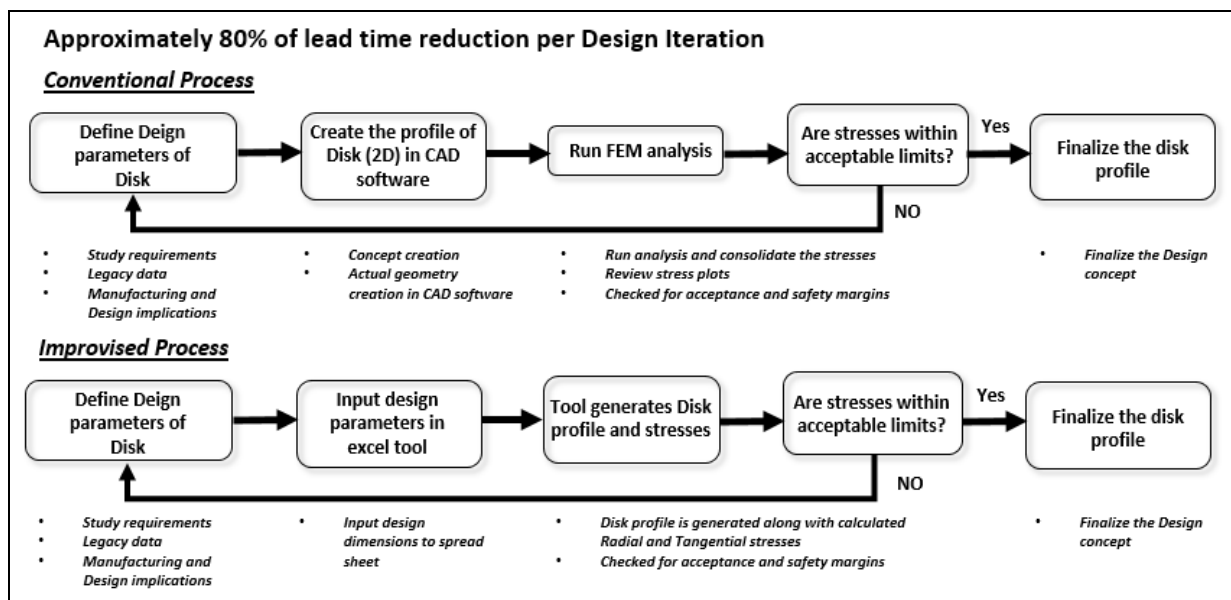 Approximately 80% of lead time reduction per Design Iteration
Conventional Process
Define Deign
parameters of
Disk
Create the profile of
Disk (2D) in CAD
software
Run FEM analysis
Are stresses within
acceptable limits?
Yes
Finalize the disk
profile
NO
• Study requirements
• Legacy data
• Manufacturing and
Design implications
• Concept creation
• Actual geometry
creation in CAD software
• Run analysis and consolidate the stresses
• Review stress plots
• Checked for acceptance and safety margins
• Finalize the Design
concept
Improvised Process
Define Deign
parameters of
Disk
Input design
parameters in
excel tool
Tool generates Disk
profile and stresses
Are stresses within
acceptable limits?
Yes
Finalize the disk
profile
NO
• Study requirements
• Legacy data
• Manufacturing and
Design implications
• Input design
dimensions to spread
sheet
• Disk profile is generated along with calculated
Radial and Tangential stresses
• Checked for acceptance and safety margins
• Finalize the Design
concept